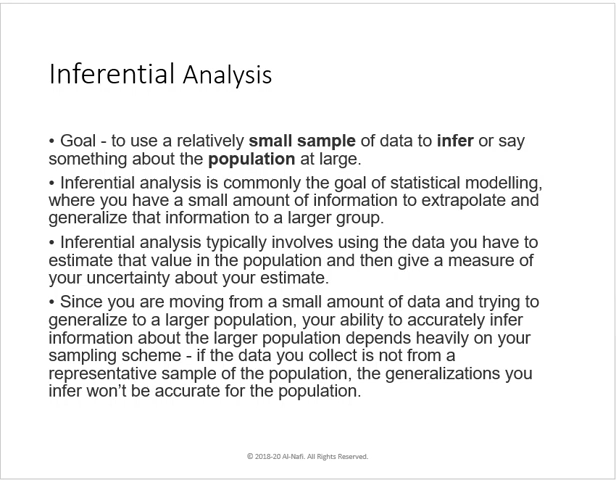 Inferential Analysis
• Goal - to use a relatively small sample of data to infer or say
something about the population at large.
• Inferential analysis is commonly the goal of statistical modelling,
where you have a small amount of information to extrapolate and
generalize that information to a larger group.
• Inferential analysis typically involves using the data you have to
estimate that value in the population and then give a measure of
your uncertainty about your estimate.
• Since you are moving from a small amount of data and trying to
generalize to a larger population, your ability to accurately infer
information about the larger population depends heavily on your
sampling scheme - if the data you collect is not from a
representative sample of the population, the generalizations you
infer won’t be accurate for the population.
© 2018-20 Al-Nafi. All Rights Reserved.